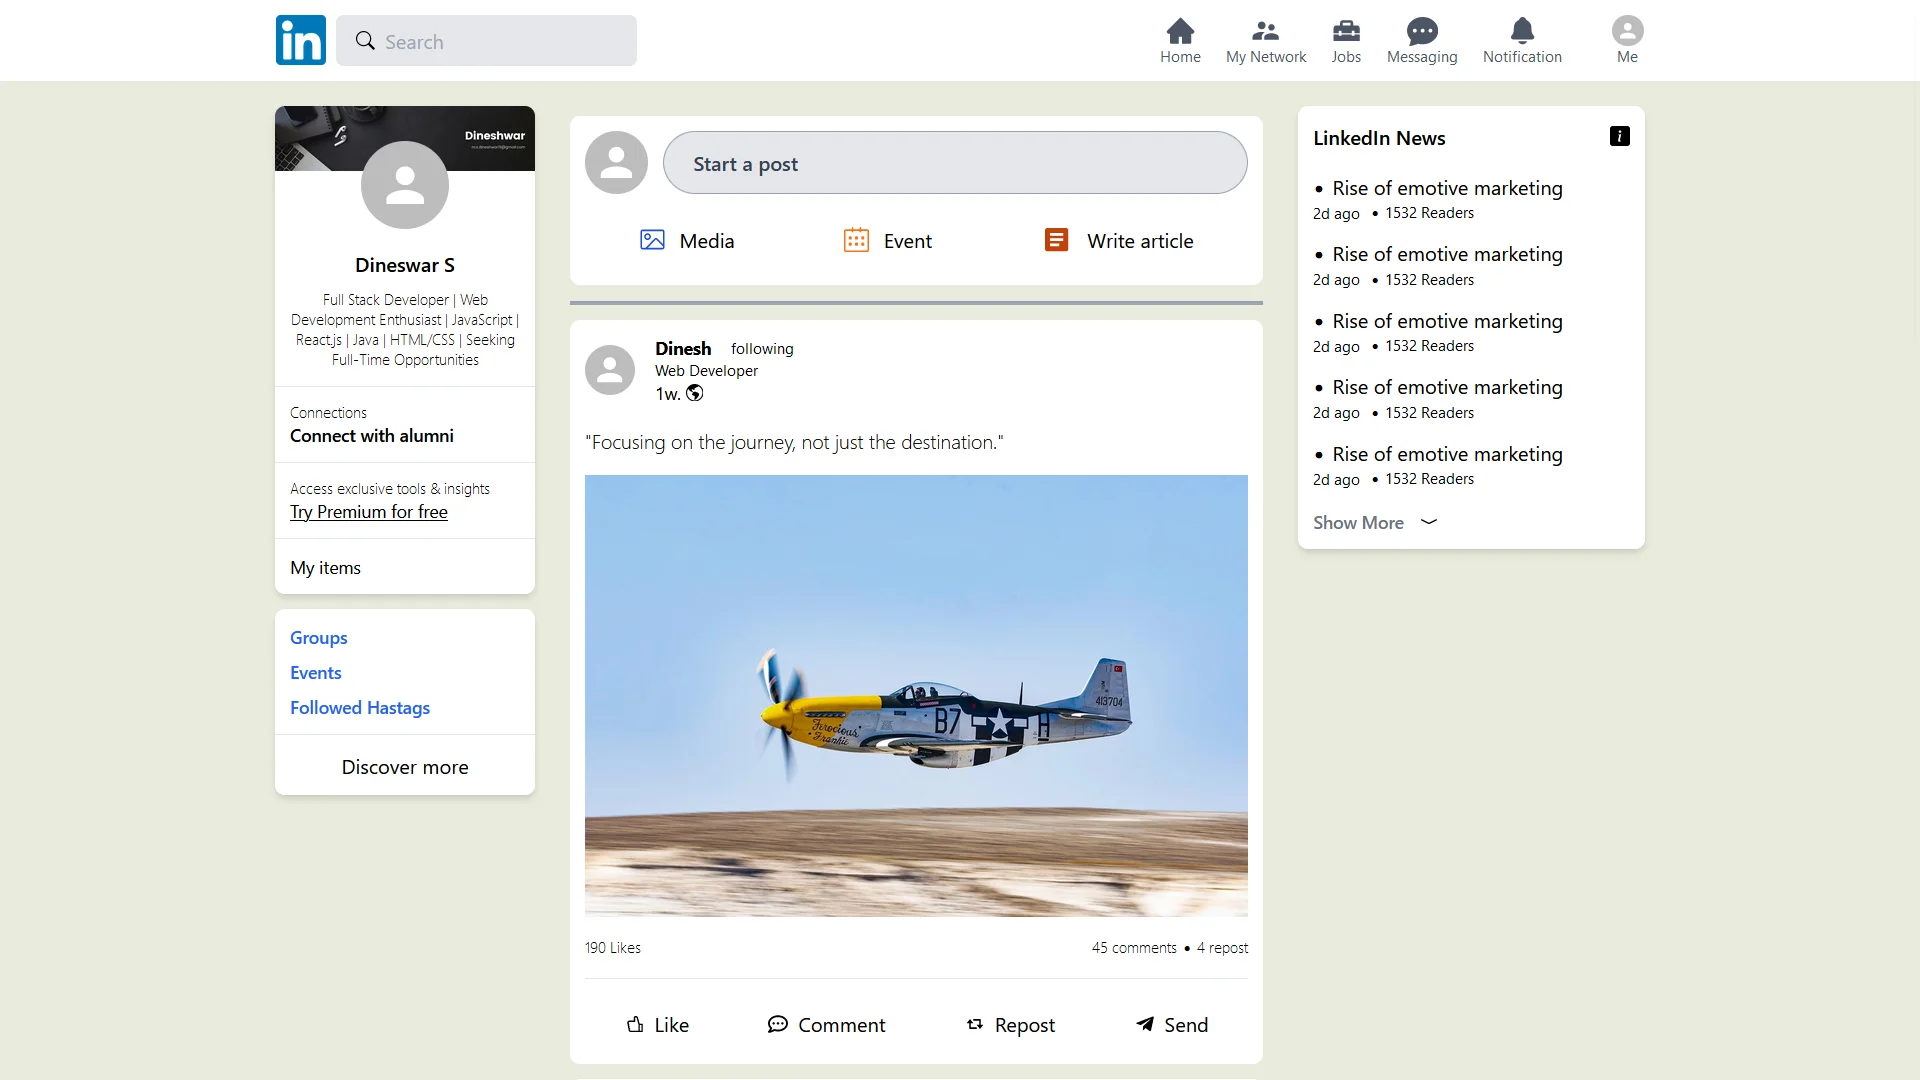 in
Search
Home
My Network
Jobs
Messaging
Notification
Me
Dineshwar
Dineswar S
Full Stack Developer | Web
Development Enthusiast | JavaScript |
React.js | Java | HTML/CSS | Seeking
Full-Time Opportunities
Connections
Connect with alumni
Access exclusive tools & insights
Try Premium for free
My items
Groups
Events
Followed Hastags
Discover more
Start a post
Media
Event
Write article
Dinesh following
Web Developer
1w.
"Focusing on the journey, not just the destination."
413704
B7
H
Ferocious
Frankie
190 Likes
45 comments • 4 repost
Like
Comment
Repost
Send
LinkedIn News
i
• Rise of emotive marketing
2d ago • 1532 Readers
• Rise of emotive marketing
2d ago • 1532 Readers
• Rise of emotive marketing
2d ago • 1532 Readers
• Rise of emotive marketing
2d ago • 1532 Readers
• Rise of emotive marketing
2d ago • 1532 Readers
Show More